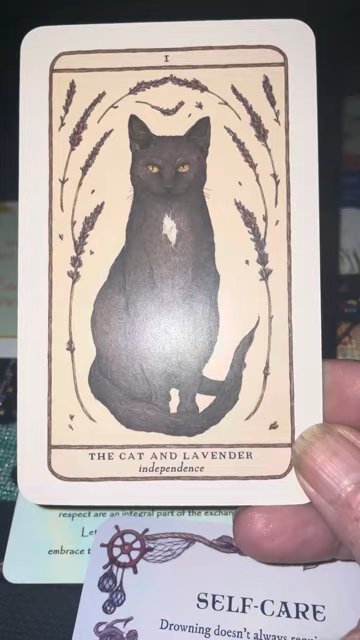 I
THE CAT AND LAVENDER
independence
respect are an integral part of the exchan
Let
embrace t
SELF-CARE
Drowning doesn't always requi